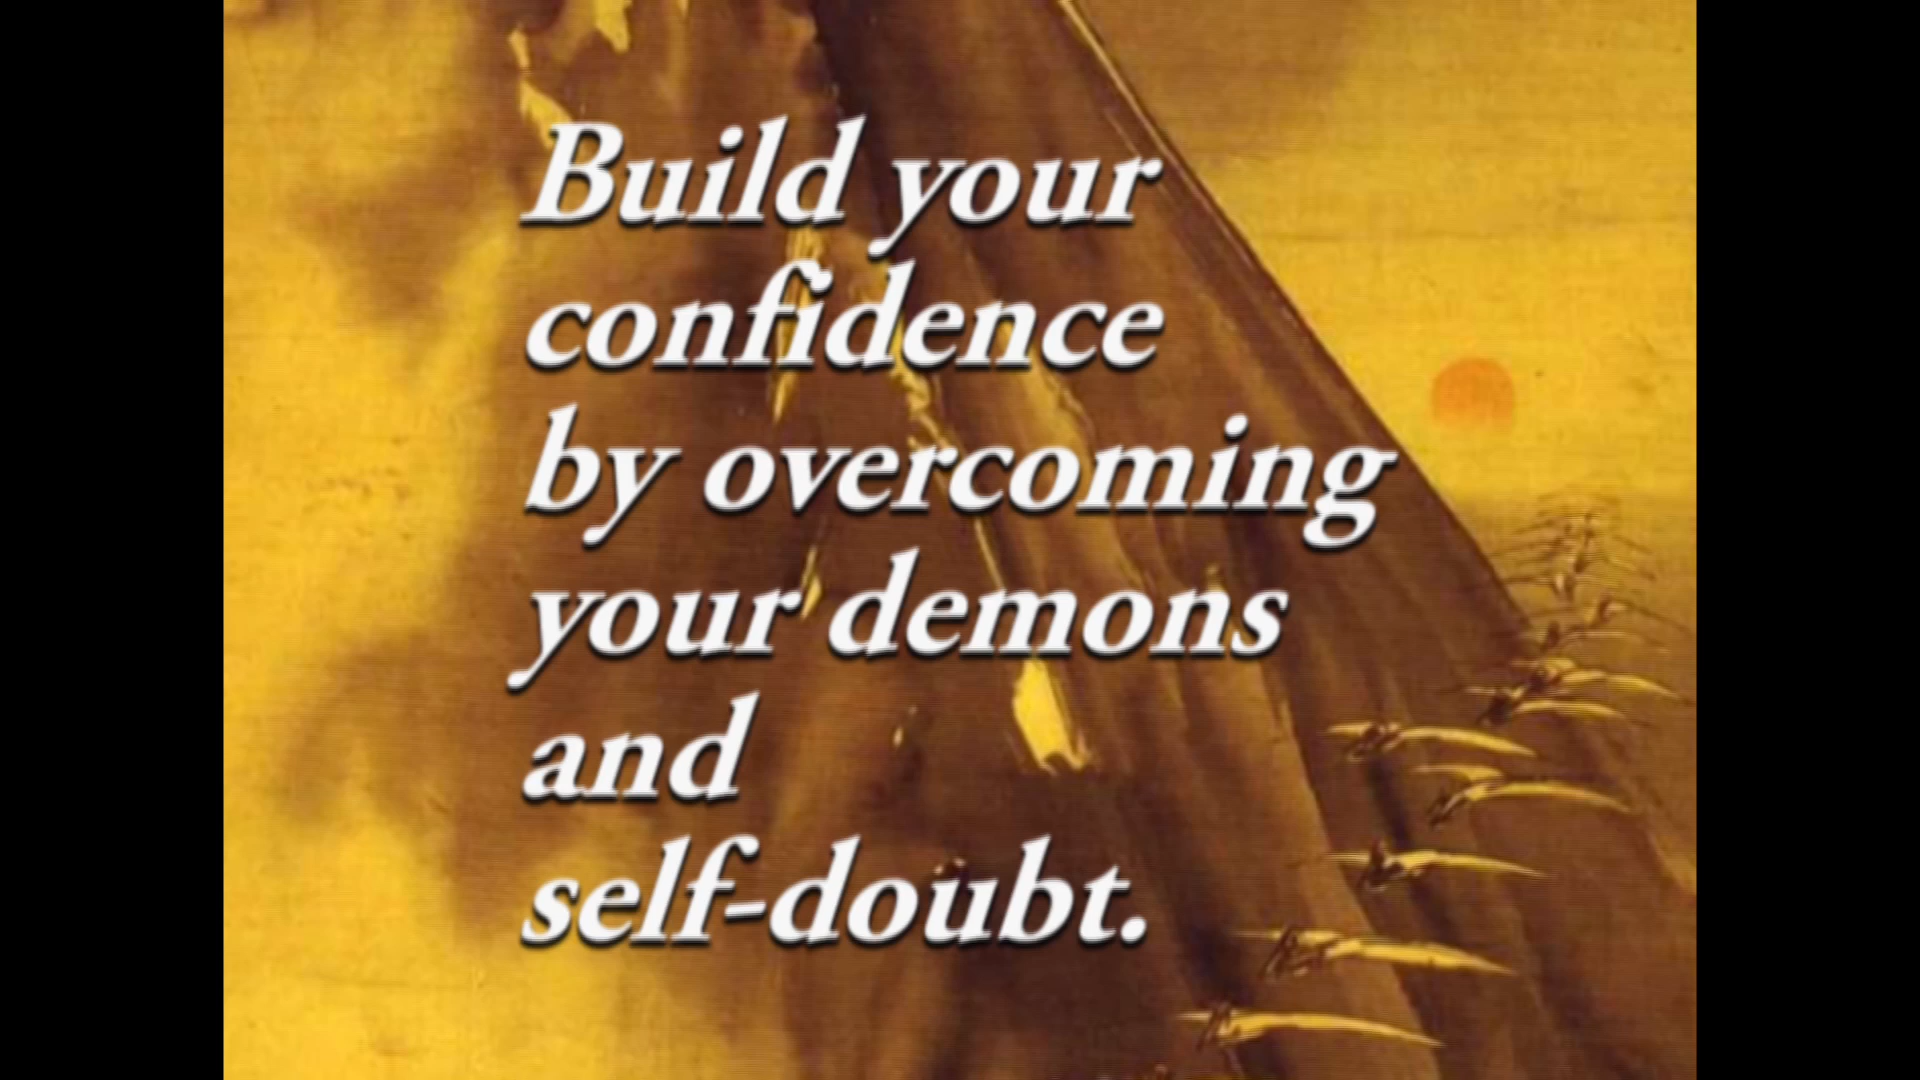 Build your
confidence
by overcoming
your demons
and
self-doubt.